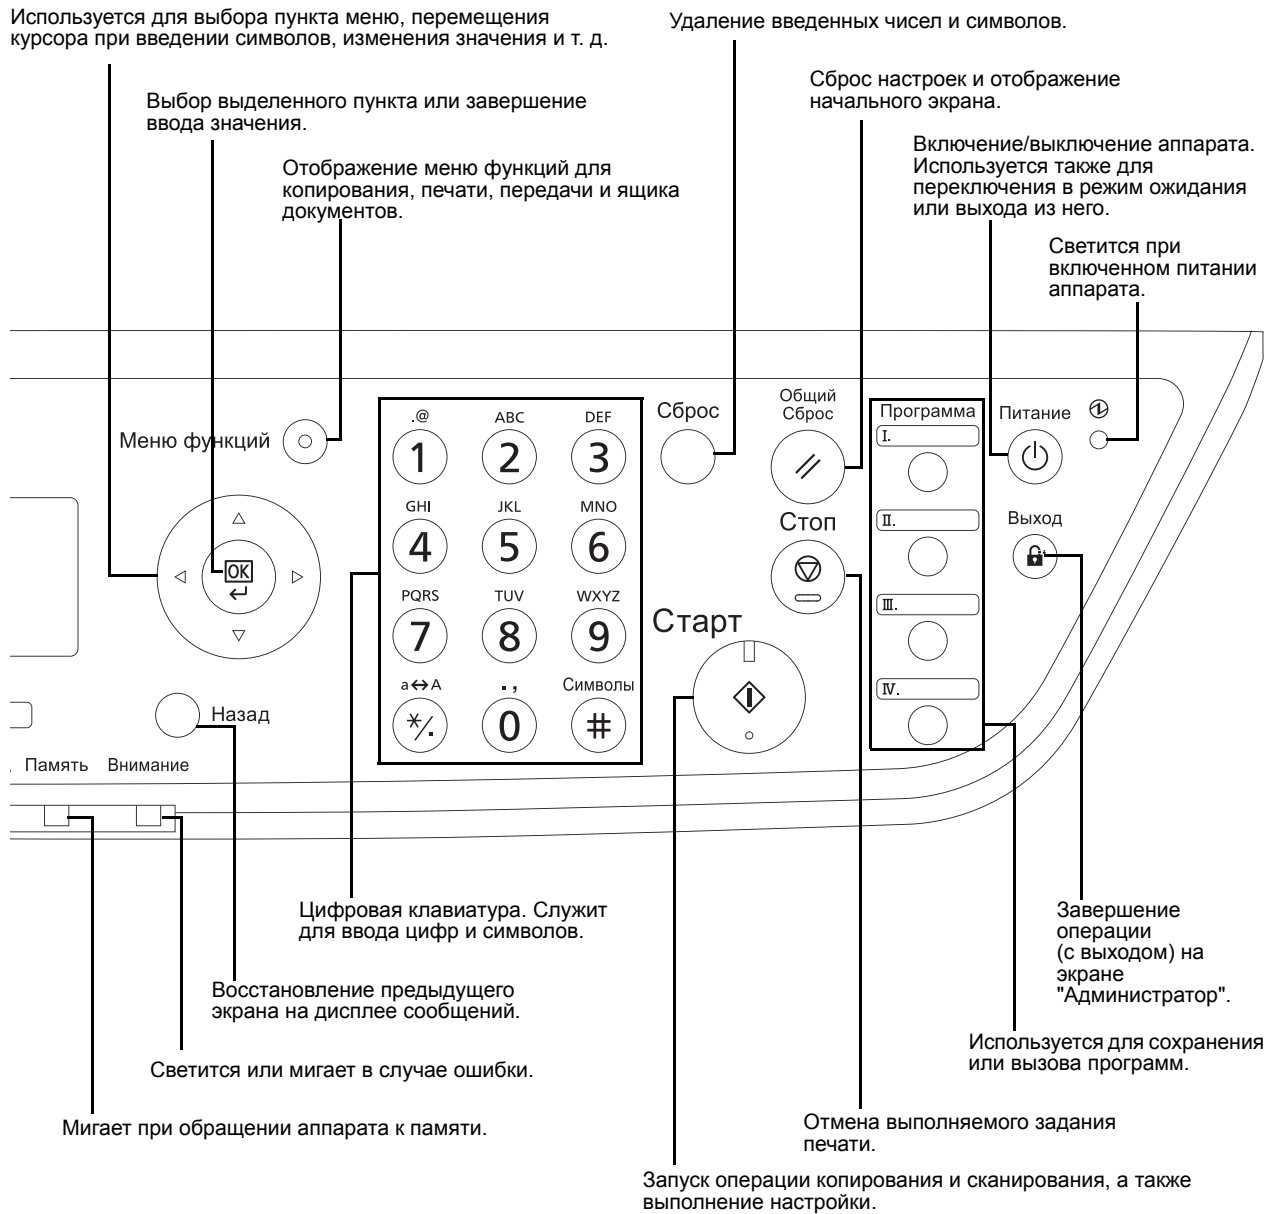 Используется для выбора пункта меню, перемещения
курсора при введении символов, изменения значения и т. д.
Удаление введенных чисел и символов.
Выбор выделенного пункта или завершение
ввода значения.
Сброс настроек и отображение
начального экрана.
Отображение меню функций для
копирования, печати, передачи и ящика
документов.
Включение/выключение аппарата.
Используется также для
переключения в режим ожидания
или выхода из него.
Светится при
включенном питании
аппарата.
Меню функций
.@
ABC
DEF
1
2
3
GHI
JKL
MNO
4
5
6
PQRS
TUV
WXYZ
7
8
9
a↔A
. ,
Символы
*/.
0
#
OK
Назад
Сброс
Общий
Сброс
Стоп
Старт
Программа
I.
II.
III.
IV.
Питание
Выход
Память
Внимание
Цифровая клавиатура. Служит
для ввода цифр и символов.
Восстановление предыдущего
экрана на дисплее сообщений.
Светится или мигает в случае ошибки.
Мигает при обращении аппарата к памяти.
Завершение
операции
(с выходом) на
экране
"Администратор".
Используется для сохранения
или вызова программ.
Отмена выполняемого задания
печати.
Запуск операции копирования и сканирования, а также
выполнение настройки.